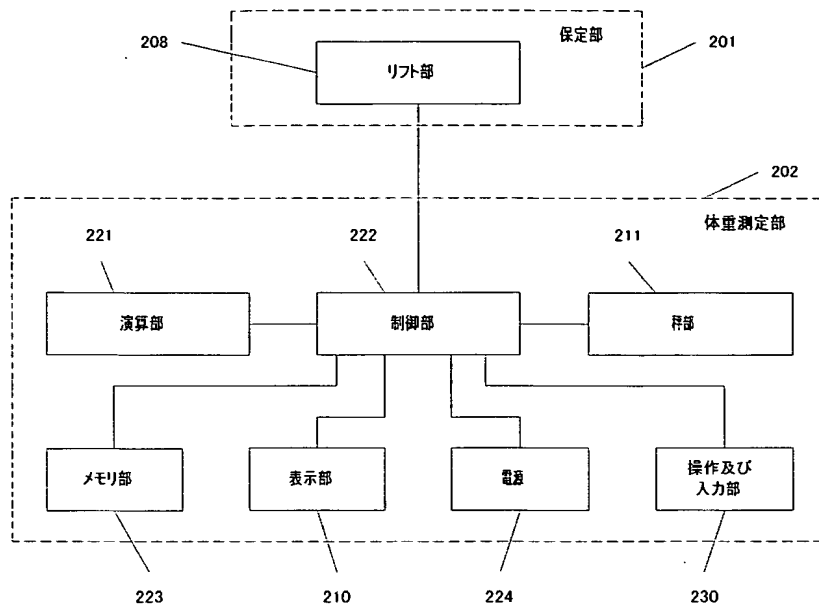 保定部
208
リフト部
201
202
体重測定部
221
222
211
演算部
制御部
秤部
メモリ部
表示部
電源
操作及び
入力部
223
210
224
230